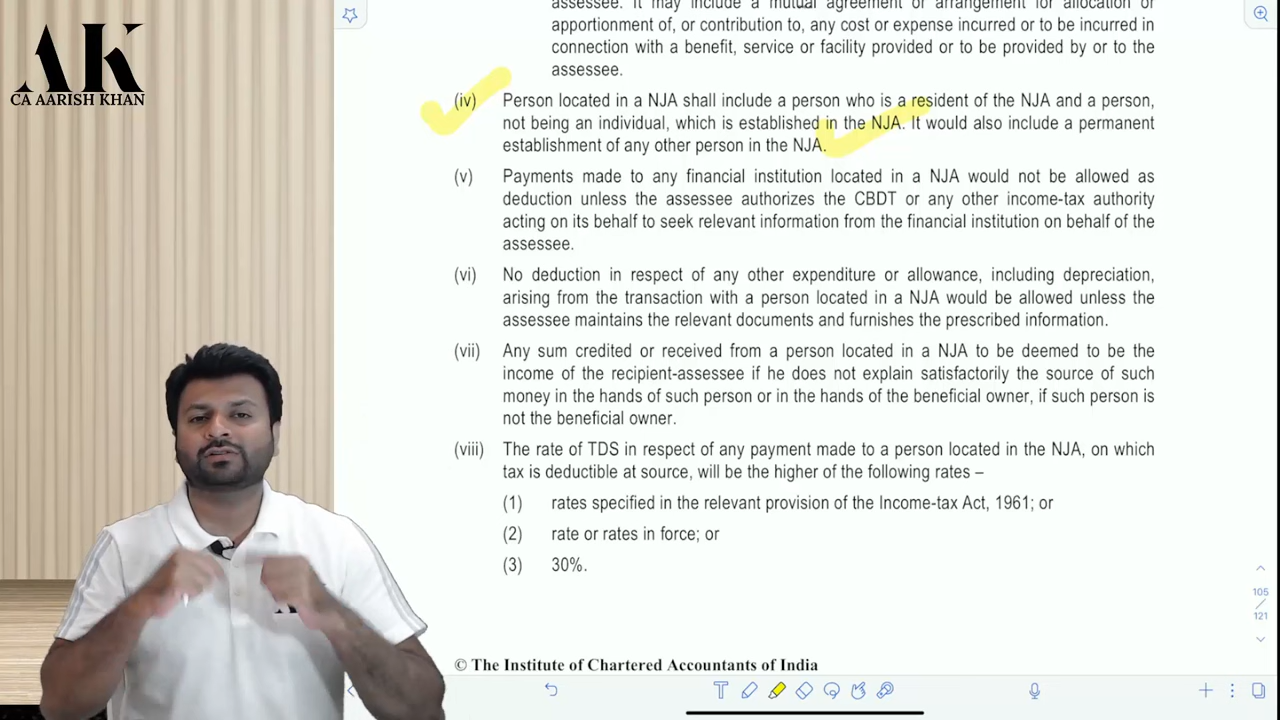 AK
CA AARISH KHAN
assessee. It may include a mutual agreement or arrangement for allocation or
apportionment of, or contribution to, any cost or expense incurred or to be incurred in
connection with a benefit, service or facility provided or to be provided by or to the
assessee.
(iv) Person located in a NJA shall include a person who is a resident of the NJA and a person,
not being an individual, which is established in the NJA. It would also include a permanent
establishment of any other person in the NJA.
(v) Payments made to any financial institution located in a NJA would not be allowed as
deduction unless the assessee authorizes the CBDT or any other income-tax authority
acting on its behalf to seek relevant information from the financial institution on behalf of the
assessee.
(vi) No deduction in respect of any other expenditure or allowance, including depreciation,
arising from the transaction with a person located in a NJA would be allowed unless the
assessee maintains the relevant documents and furnishes the prescribed information.
(vii) Any sum credited or received from a person located in a NJA to be deemed to be the
income of the recipient-assessee if he does not explain satisfactorily the source of such
money in the hands of such person or in the hands of the beneficial owner, if such person is
not the beneficial owner.
(viii) The rate of TDS in respect of any payment made to a person located in the NJA, on which
tax is deductible at source, will be the higher of the following rates –
(1) rates specified in the relevant provision of the Income-tax Act, 1961; or
(2) rate or rates in force; or
(3) 30%.
105
/
121
© The Institute of Chartered Accountants of India